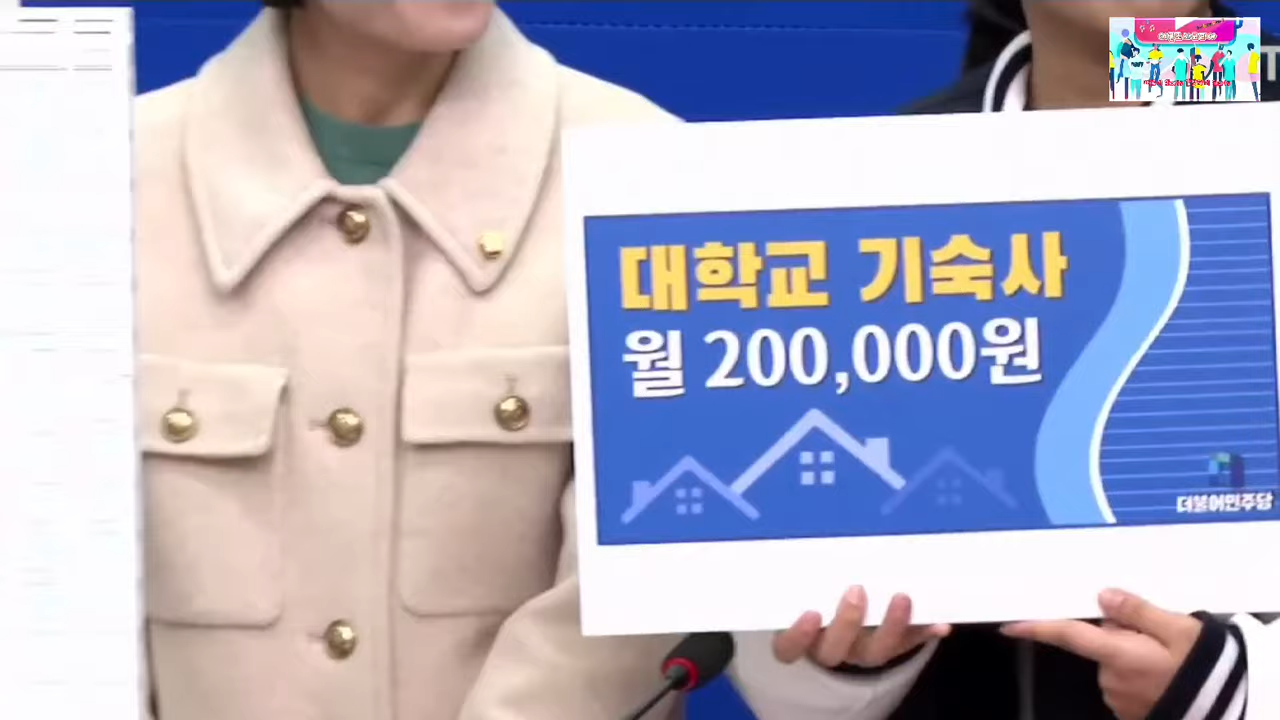 대학교 기숙사
월 200,000원
더불어민주당